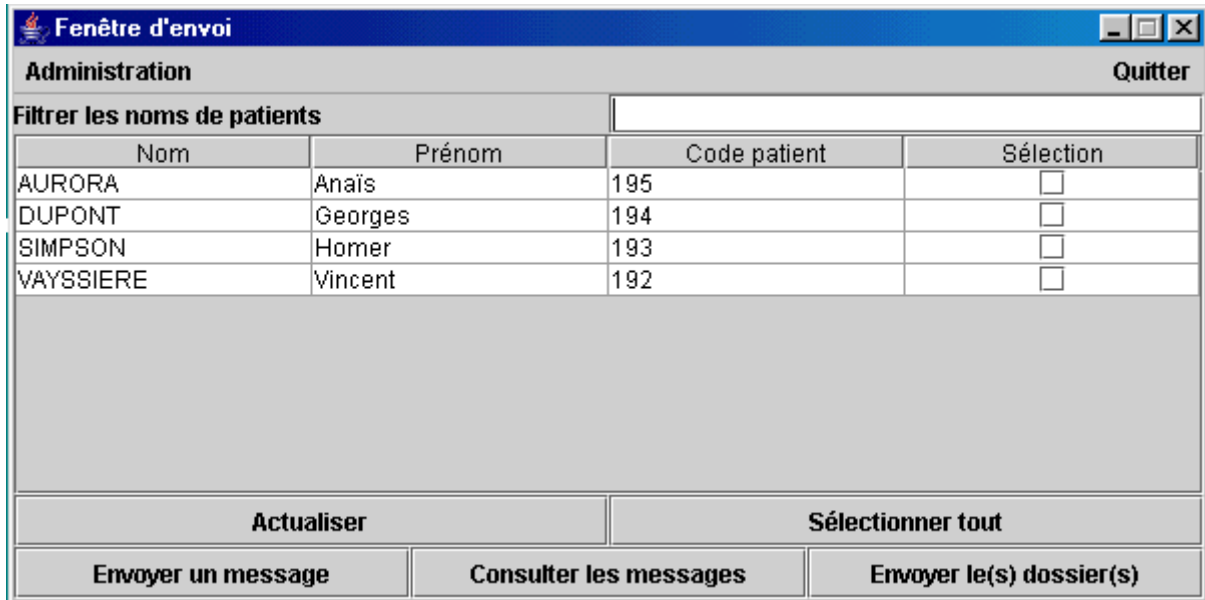 Fenêtre d'envoi
Administration Quitter
Filtrer les noms de patients
Nom Prénom Code patient Sélection
AURORA Anaïs 195
DUPONT Georges 194
SIMPSON Homer 193
VAYSSIERE Vincent 192
Actualiser Sélectionner tout
Envoyer un message Consulter les messages Envoyer le(s) dossier(s)